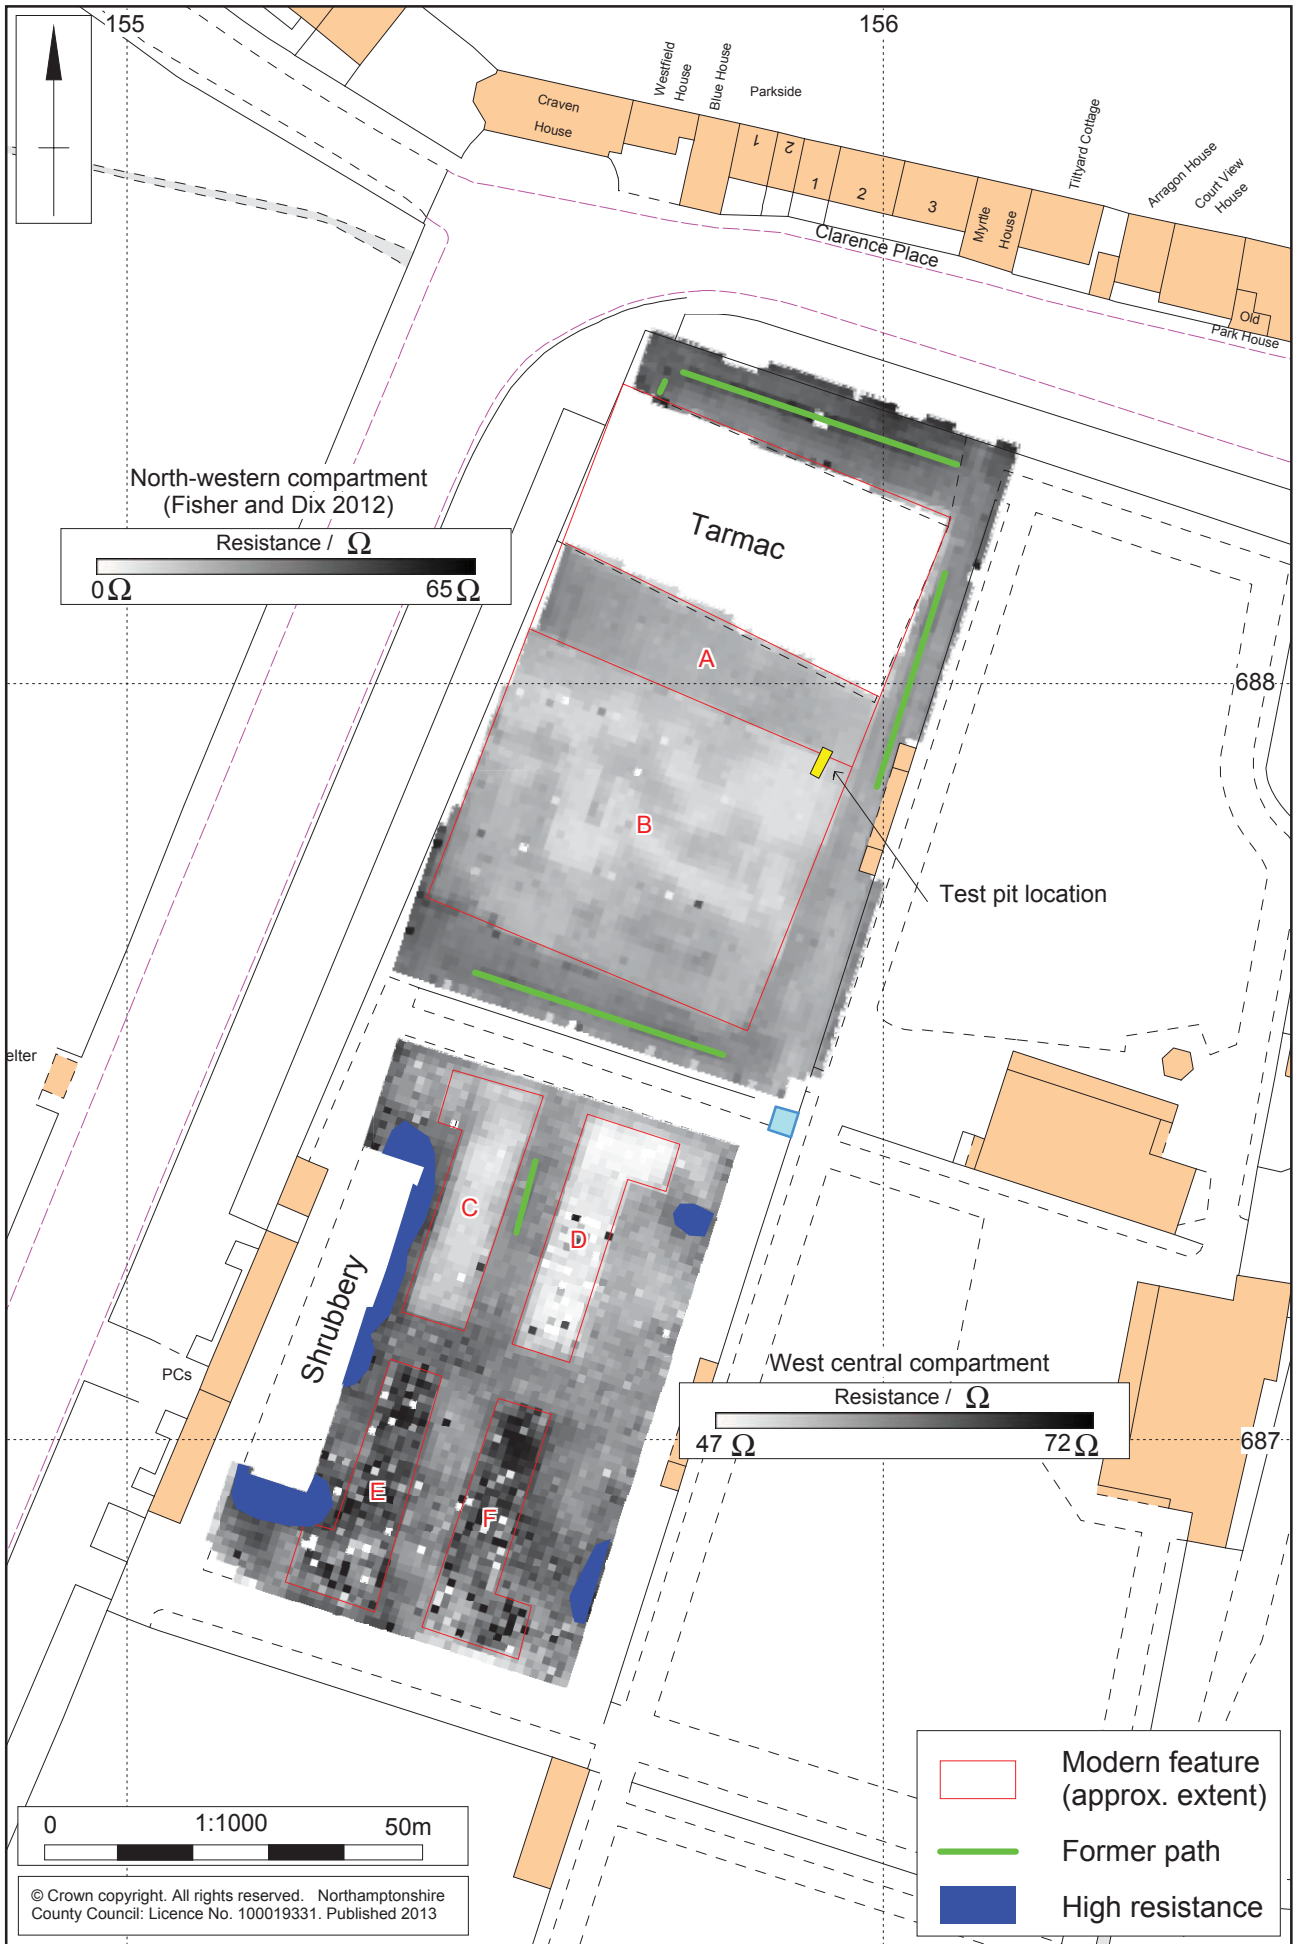 155
156
Westfield
House
Blue House
Parkside
Craven
House
1
2
1
2
3
Myrtle
House
Tiltyard Cottage
Arragon House
Court View
House
Old
Park House
Clarence Place
North-western compartment
(Fisher and Dix 2012)
Resistance / Ω
0Ω 65Ω
Tarmac
A
688
B
Test pit location
elter
C
D
Shrubbery
PCs
West central compartment
Resistance / Ω
47 Ω 72Ω
687
E
F
Modern feature
(approx. extent)
Former path
High resistance
0 1:1000 50m
© Crown copyright. All rights reserved. Northamptonshire
County Council: Licence No. 100019331. Published 2013